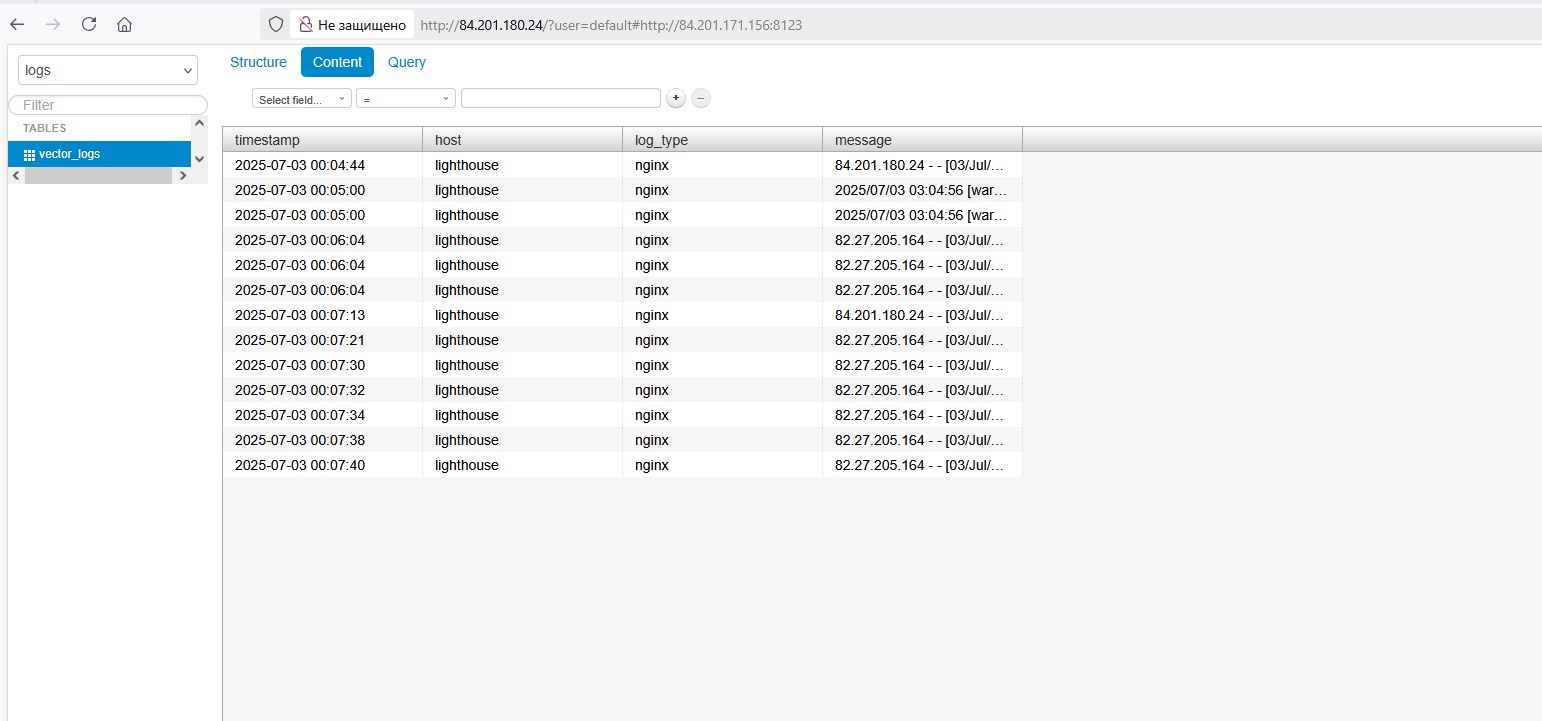 Не защищено http://84.201.180.24/?user=default#http://84.201.171.156:8123
logs
Structure Content Query
Filter
Select field... = + −
TABLES
vector_logs
timestamp host log_type message
2025-07-03 00:04:44 lighthouse nginx 84.201.180.24 - - [03/Jul/...
2025-07-03 00:05:00 lighthouse nginx 2025/07/03 03:04:56 [war...
2025-07-03 00:05:00 lighthouse nginx 2025/07/03 03:04:56 [war...
2025-07-03 00:06:04 lighthouse nginx 82.27.205.164 - - [03/Jul/...
2025-07-03 00:06:04 lighthouse nginx 82.27.205.164 - - [03/Jul/...
2025-07-03 00:06:04 lighthouse nginx 82.27.205.164 - - [03/Jul/...
2025-07-03 00:07:13 lighthouse nginx 84.201.180.24 - - [03/Jul/...
2025-07-03 00:07:21 lighthouse nginx 82.27.205.164 - - [03/Jul/...
2025-07-03 00:07:30 lighthouse nginx 82.27.205.164 - - [03/Jul/...
2025-07-03 00:07:32 lighthouse nginx 82.27.205.164 - - [03/Jul/...
2025-07-03 00:07:34 lighthouse nginx 82.27.205.164 - - [03/Jul/...
2025-07-03 00:07:38 lighthouse nginx 82.27.205.164 - - [03/Jul/...
2025-07-03 00:07:40 lighthouse nginx 82.27.205.164 - - [03/Jul/...